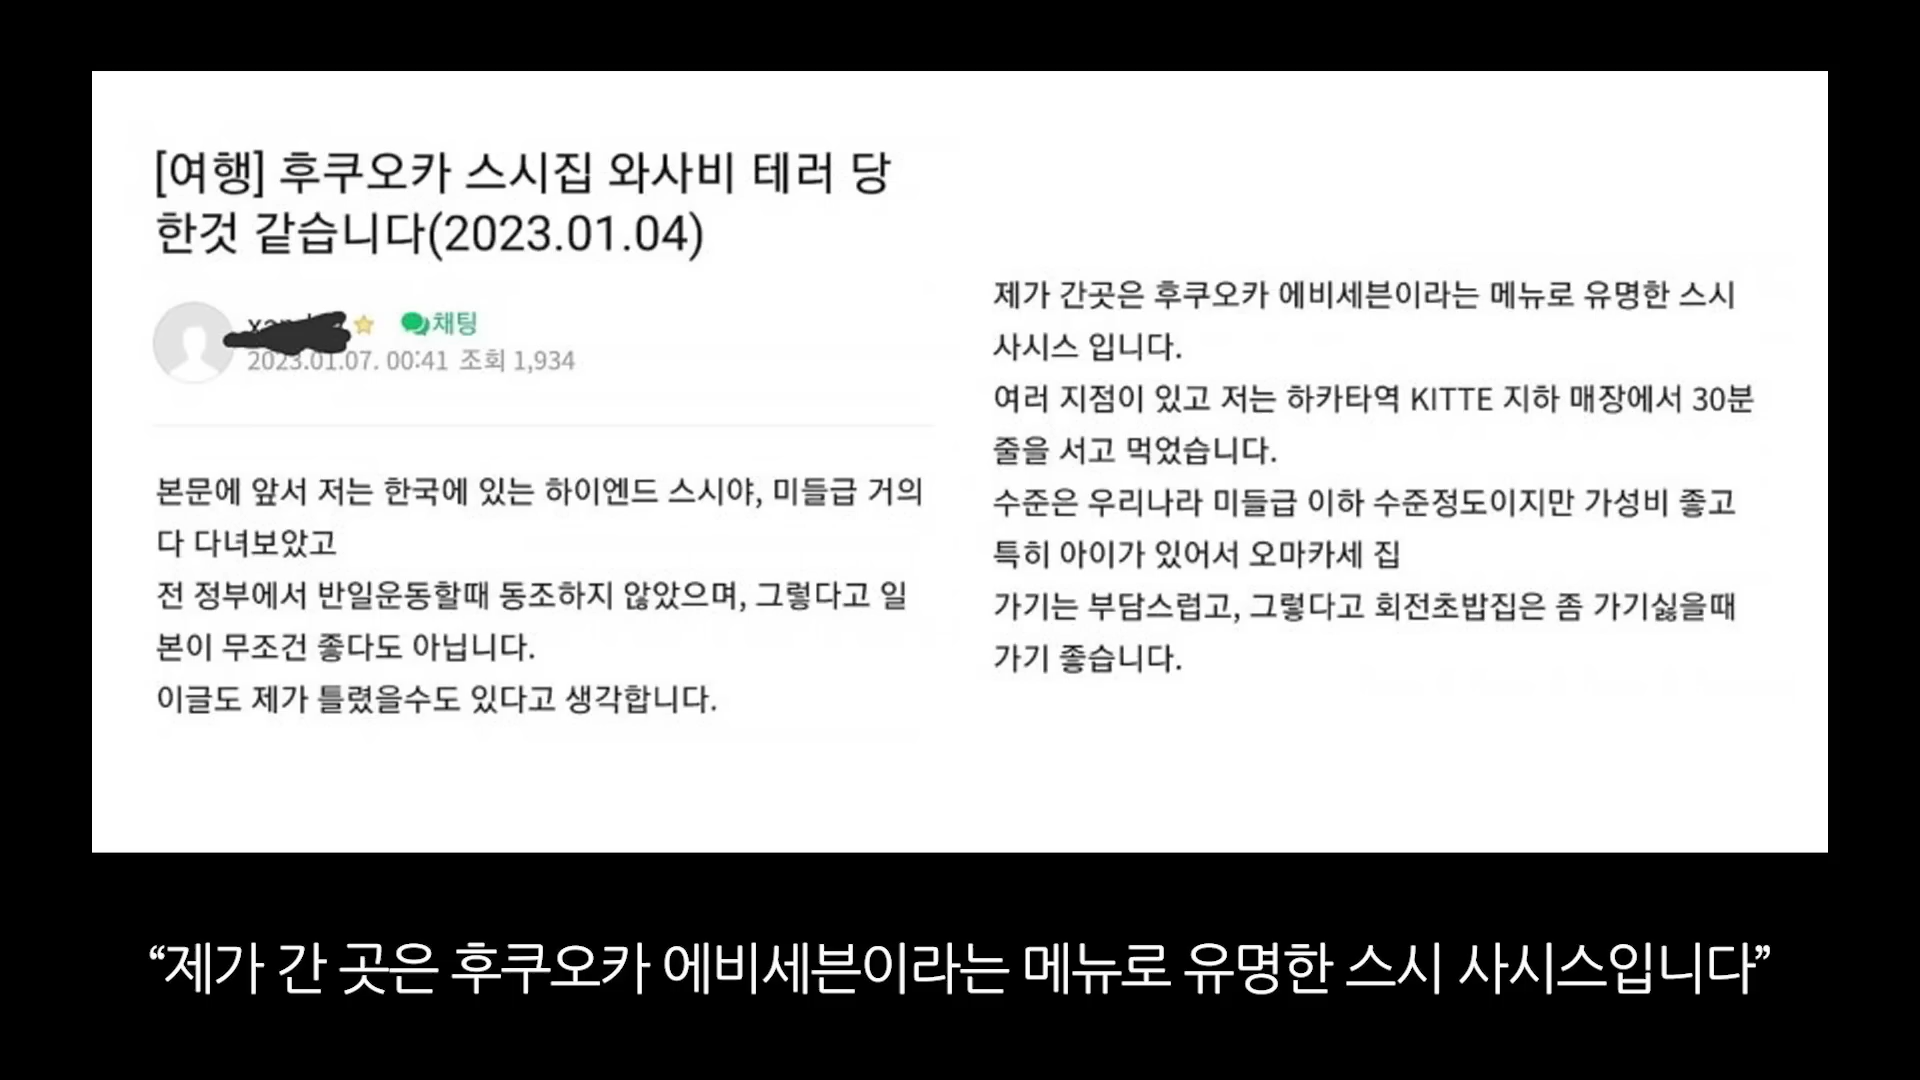 [여행] 후쿠오카 스시집 와사비 테러 당
한것 같습니다(2023.01.04)
채팅
2023.01.07. 00:41 조회 1,934
본문에 앞서 저는 한국에 있는 하이엔드 스시야, 미들급 거의
다 다녀보았고
전 정부에서 반일운동할때 동조하지 않았으며, 그렇다고 일
본이 무조건 좋다도 아닙니다.
이글도 제가 틀렸을수도 있다고 생각합니다.
제가 간곳은 후쿠오카 에비세븐이라는 메뉴로 유명한 스시
사시스 입니다.
여러 지점이 있고 저는 하카타역 KITTE 지하 매장에서 30분
줄을 서고 먹었습니다.
수준은 우리나라 미들급 이하 수준정도이지만 가성비 좋고
특히 아이가 있어서 오마카세 집
가기는 부담스럽고, 그렇다고 회전초밥집은 좀 가기싫을때
가기 좋습니다.
“제가 간 곳은 후쿠오카 에비세븐이라는 메뉴로 유명한 스시 사시스입니다”